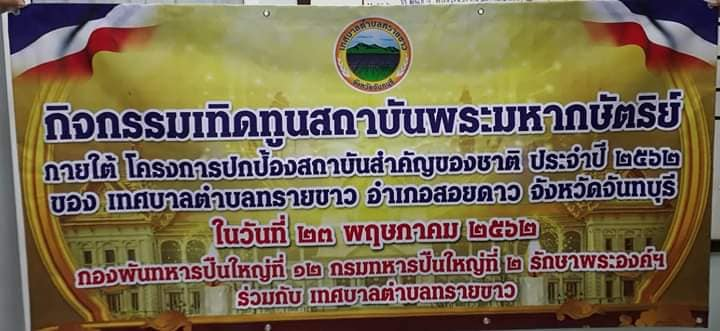 เทศบาลตำบลทรายขาว
จังหวัดจันทบุรี
กิจกรรมเทิดทูนสถาบันพระมหากษัตริย์
ภายใต้ โครงการปกป้องสถาบันสำคัญของชาติ ประจำปี ๒๕๖๒
ของ เทศบาลตำบลทรายขาว อำเภอสอยดาว จังหวัดจันทบุรี
ในวันที่ ๒๓ พฤษภาคม ๒๕๖๒
กองพันทหารปืนใหญ่ที่ ๑๒ กรมทหารปืนใหญ่ที่ ๒ รักษาพระองค์ฯ
ร่วมกับ เทศบาลตำบลทรายขาว